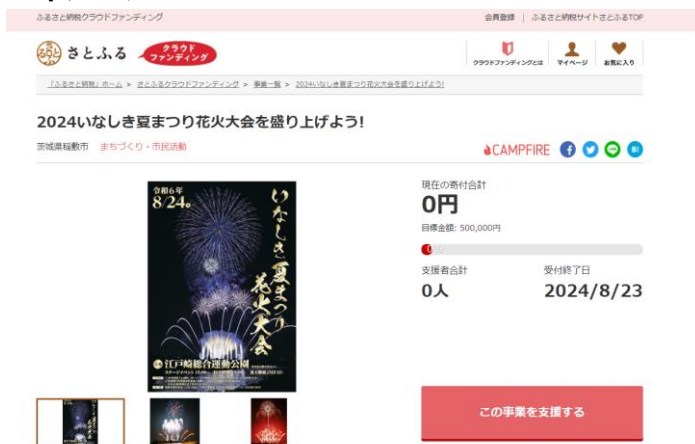 ふるさと納税クラウドファンディング
会員登録 | ふるさと納税サイトさとふるTOP
さとふる クラウドファンディング
クラウドファンディングとは マイページ お気に入り
「ふるさと納税」ホーム > さとふるクラウドファンディング > 事業一覧 > 2024いなしき夏まつり花火大会を盛り上げよう!
2024いなしき夏まつり花火大会を盛り上げよう!
茨城県稲敷市 まちづくり・市民活動
CAMPFIRE
令和6年
8/24
いなしき夏まつり
花火大会
江戸崎総合運動公園
現在の寄付合計
0円
目標金額: 500,000円
支援者合計 受付終了日
0人 2024/8/23
この事業を支援する